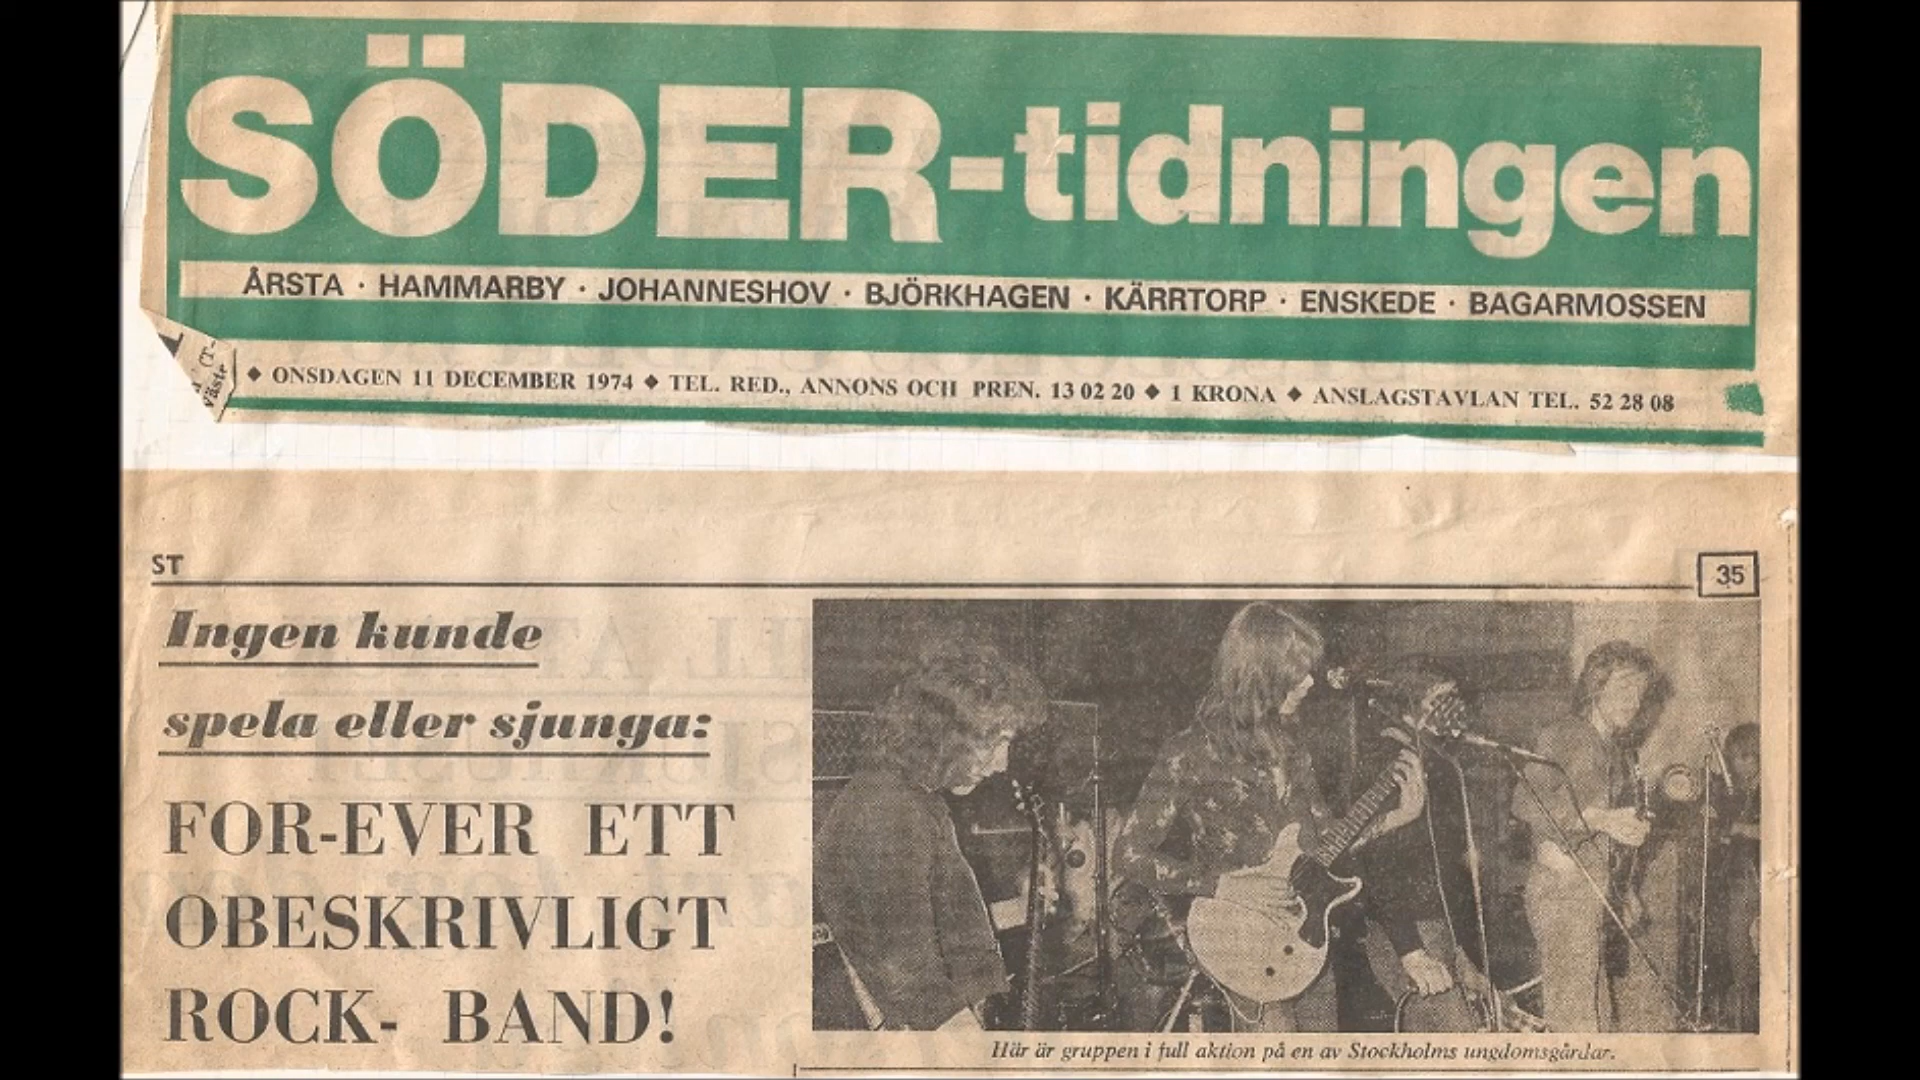 SÖDER-tidningen
ÅRSTA · HAMMARBY · JOHANNESHOV · BJÖRKHAGEN · KÄRRTORP · ENSKEDE · BAGARMOSSEN
(T-
väste
◆ ONSDAGEN 11 DECEMBER 1974 ◆ TEL. RED., ANNONS OCH PREN. 13 02 20 ◆ 1 KRONA ◆ ANSLAGSTAVLAN TEL. 52 28 08
ST
35
Ingen kunde
spela eller sjunga:
FOR-EVER ETT
OBESKRIVLIGT
ROCK- BAND!
Här är gruppen i full aktion på en av Stockholms ungdomsgårdar.